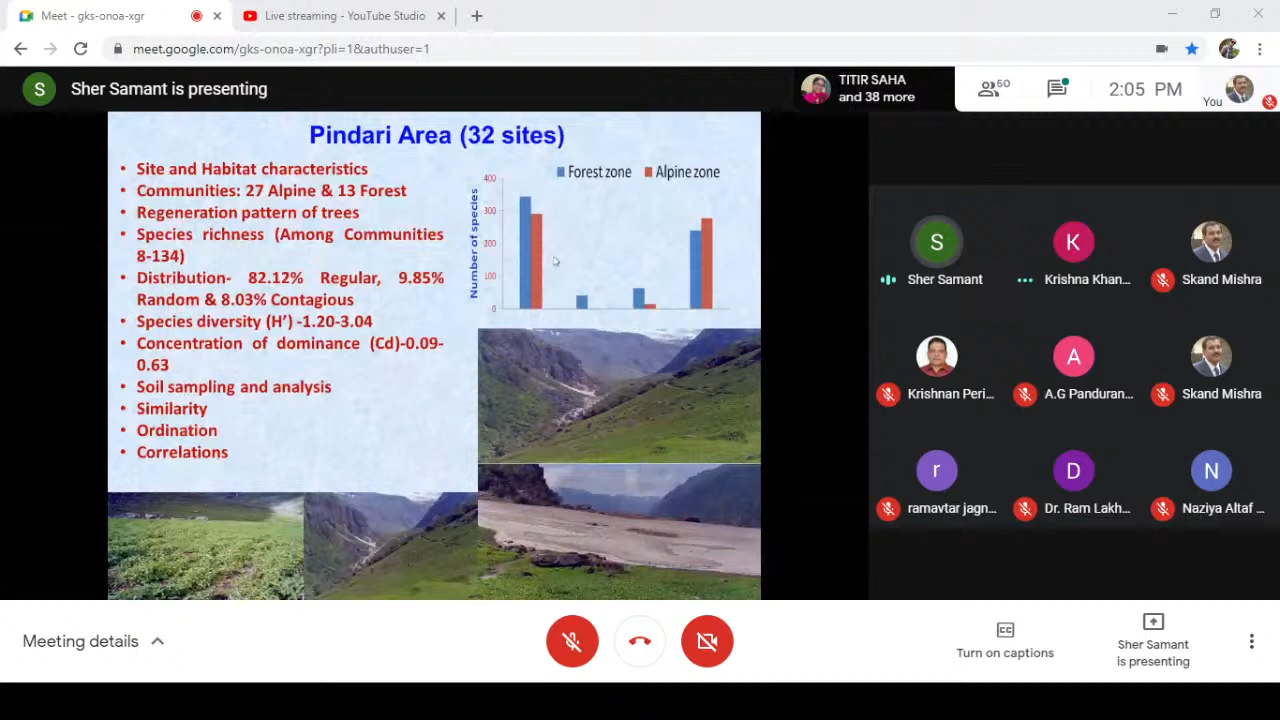 Meet - gks-onoa-xgr
Live streaming - YouTube Studio
meet.google.com/gks-onoa-xgr?pli=1&authuser=1
S
Sher Samant is presenting
TITIR SAHA
and 38 more
50
2:05 PM
You
Pindari Area (32 sites)
• Site and Habitat characteristics
• Communities: 27 Alpine & 13 Forest
• Regeneration pattern of trees
• Species richness (Among Communities
8-134)
• Distribution- 82.12% Regular, 9.85%
Random & 8.03% Contagious
• Species diversity (H’) -1.20-3.04
• Concentration of dominance (Cd)-0.09-
0.63
• Soil sampling and analysis
• Similarity
• Ordination
• Correlations
Forest zone Alpine zone
Number of species
400
300
200
100
0
S K
Sher Samant Krishna Khan... Skand Mishra
A
Krishnan Peri... A.G Panduran... Skand Mishra
r D N
ramavtar jagn... Dr. Ram Lakh... Naziya Altaf ...
Meeting details
CC
Turn on captions
Sher Samant
is presenting